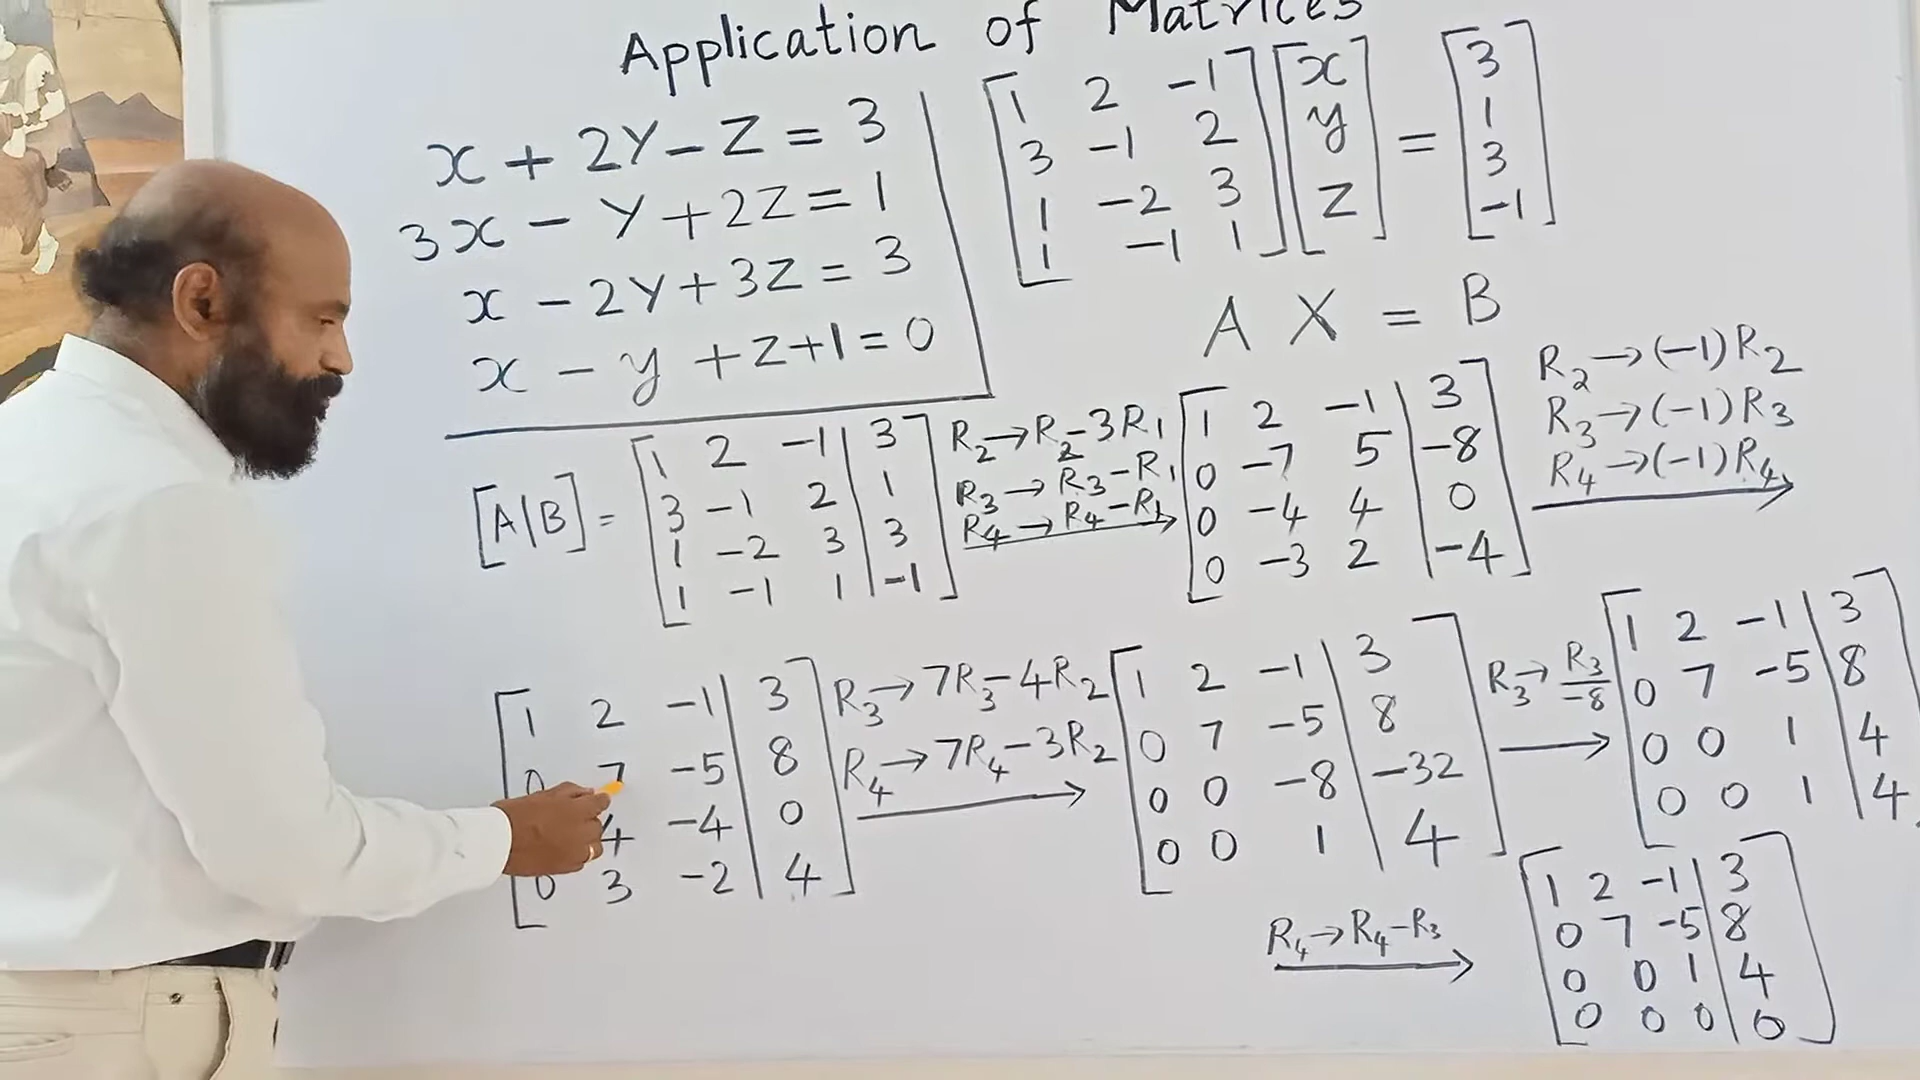 Application of Matrices
x + 2Y - Z = 3
3x - Y + 2Z = 1
x - 2Y + 3Z = 3
x - y + z + 1 = 0
[1 2 -1] [x] = [3]
[3 -1 2] [y] [1]
[1 -2 3] [z] [3]
[1 -1 1] [-1]
A X = B
[A|B] =
1 2 -1 | 3
3 -1 2 | 1
1 -2 3 | 3
1 -1 1 | -1
R2 → R2 - 3R1
R3 → R3 - R1
R4 → R4 - R1
1 2 -1 | 3
0 -7 5 | -8
0 -4 4 | 0
0 -3 2 | -4
R2 → (-1)R2
R3 → (-1)R3
R4 → (-1)R4
1 2 -1 | 3
0 7 -5 | 8
4 -4 | 0
0 3 -2 | 4
R3 → 7R3 - 4R2
R4 → 7R4 - 3R2
1 2 -1 | 3
0 7 -5 | 8
0 0 -8 | -32
0 0 1 | 4
R3 → R3/-8
1 2 -1 | 3
0 7 -5 | 8
0 0 1 | 4
0 0 1 | 4
R4 → R4 - R3
1 2 -1 | 3
0 7 -5 | 8
0 0 1 | 4
0 0 0 | 0